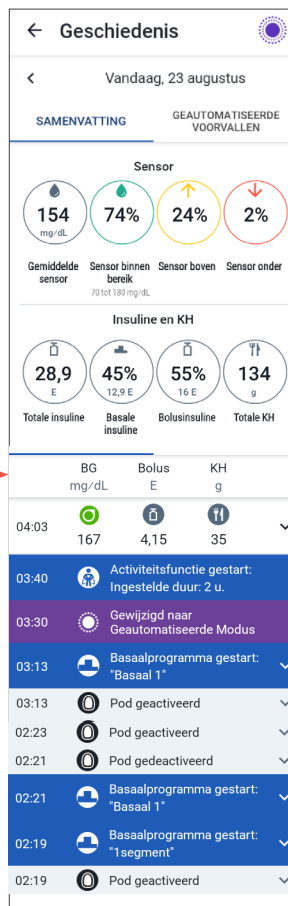 Geschiedenis
Vandaag, 23 augustus
SAMENVATTING
GEAUTOMATISEERDE
VOORVALLEN
Sensor
154
mg/dL
74%
24%
2%
Gemiddelde
sensor
Sensor binnen
bereik
70 tot 180 mg/dL
Sensor boven
Sensor onder
Insuline en KH
28,9
E
45%
12,9 E
55%
16 E
134
g
Totale insuline
Basale
insuline
Bolusinsuline
Totale KH
BG
mg/dL
Bolus
E
KH
g
04:03
167
4,15
35
03:40
Activiteitsfunctie gestart:
Ingestelde duur: 2 u.
03:30
Gewijzigd naar
Geautomatiseerde Modus
03:13
Basaalprogramma gestart:
"Basaal 1"
03:13
Pod geactiveerd
02:23
Pod geactiveerd
02:21
Pod gedeactiveerd
02:21
Basaalprogramma gestart:
"Basaal 1"
02:19
Basaalprogramma gestart:
"1segment"
02:19
Pod geactiveerd